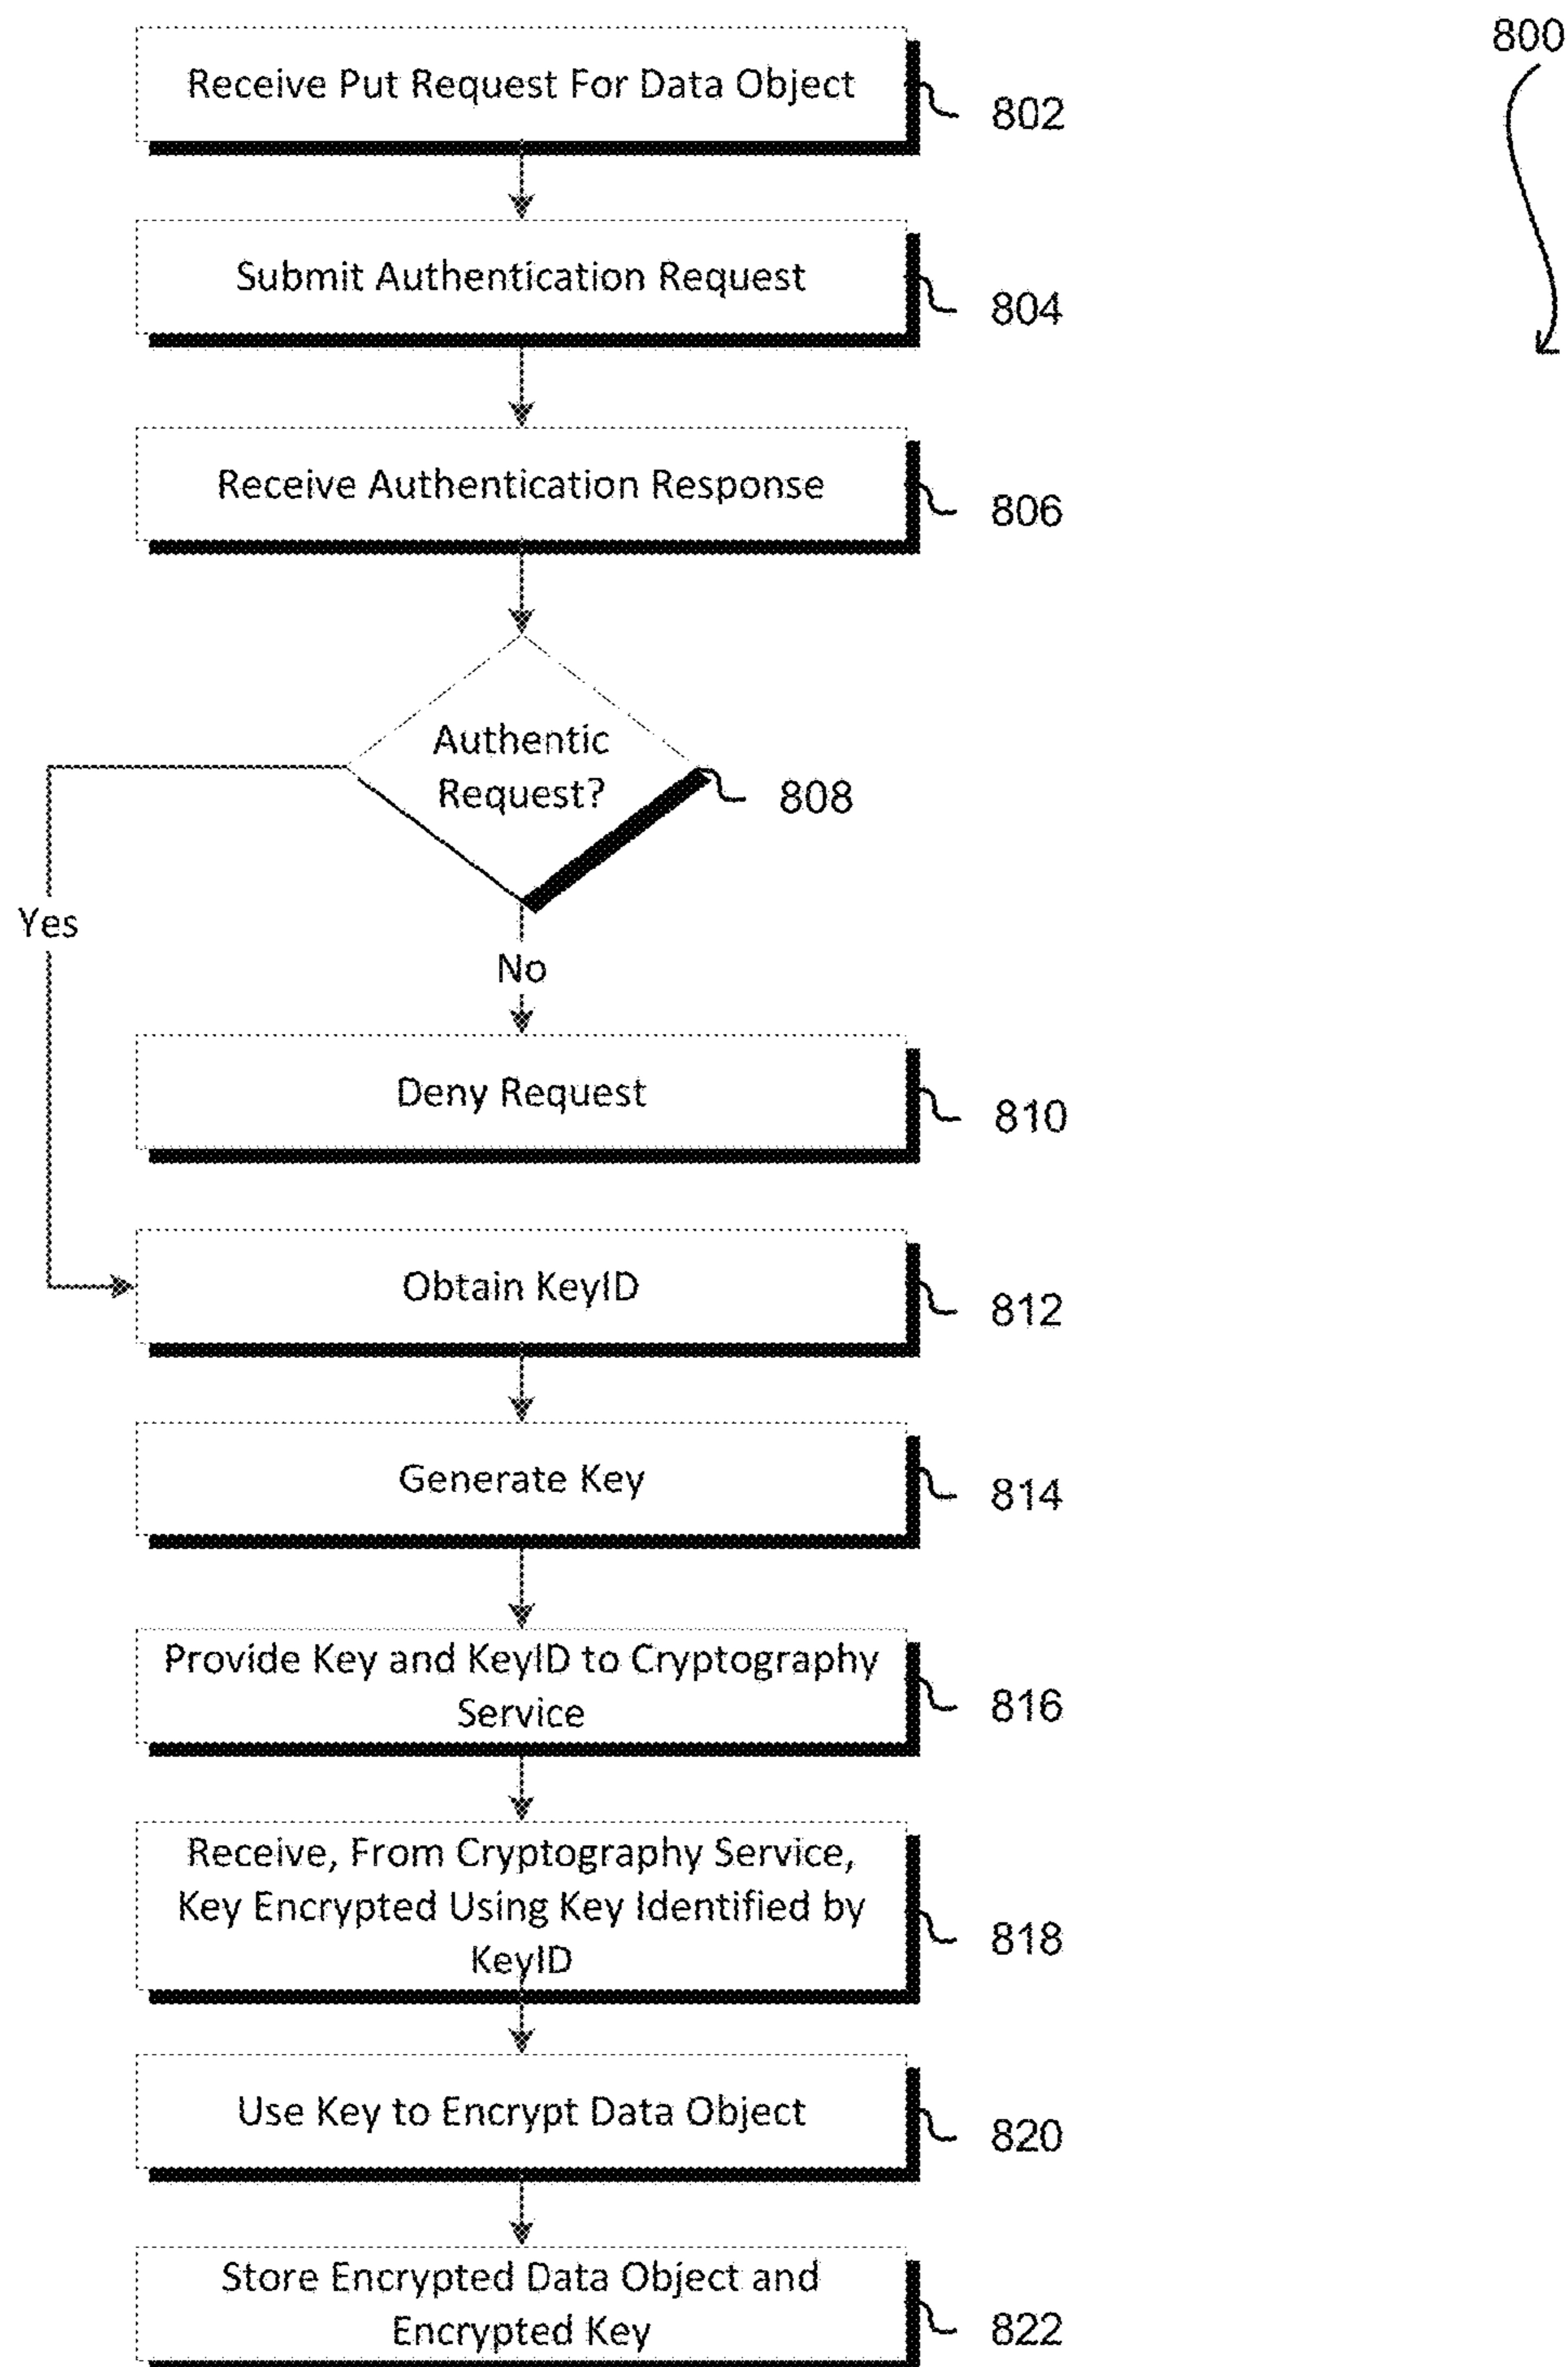 800
Receive Put Request For Data Object
802
Submit Authentication Request
804
Receive Authentication Response
806
Authentic
Request?
808
Yes
No
Deny Request
810
Obtain KeyID
812
Generate Key
814
Provide Key and KeyID to Cryptography
Service
816
Receive, From Cryptography Service,
Key Encrypted Using Key Identified by
KeyID
818
Use Key to Encrypt Data Object
820
Store Encrypted Data Object and
Encrypted Key
822